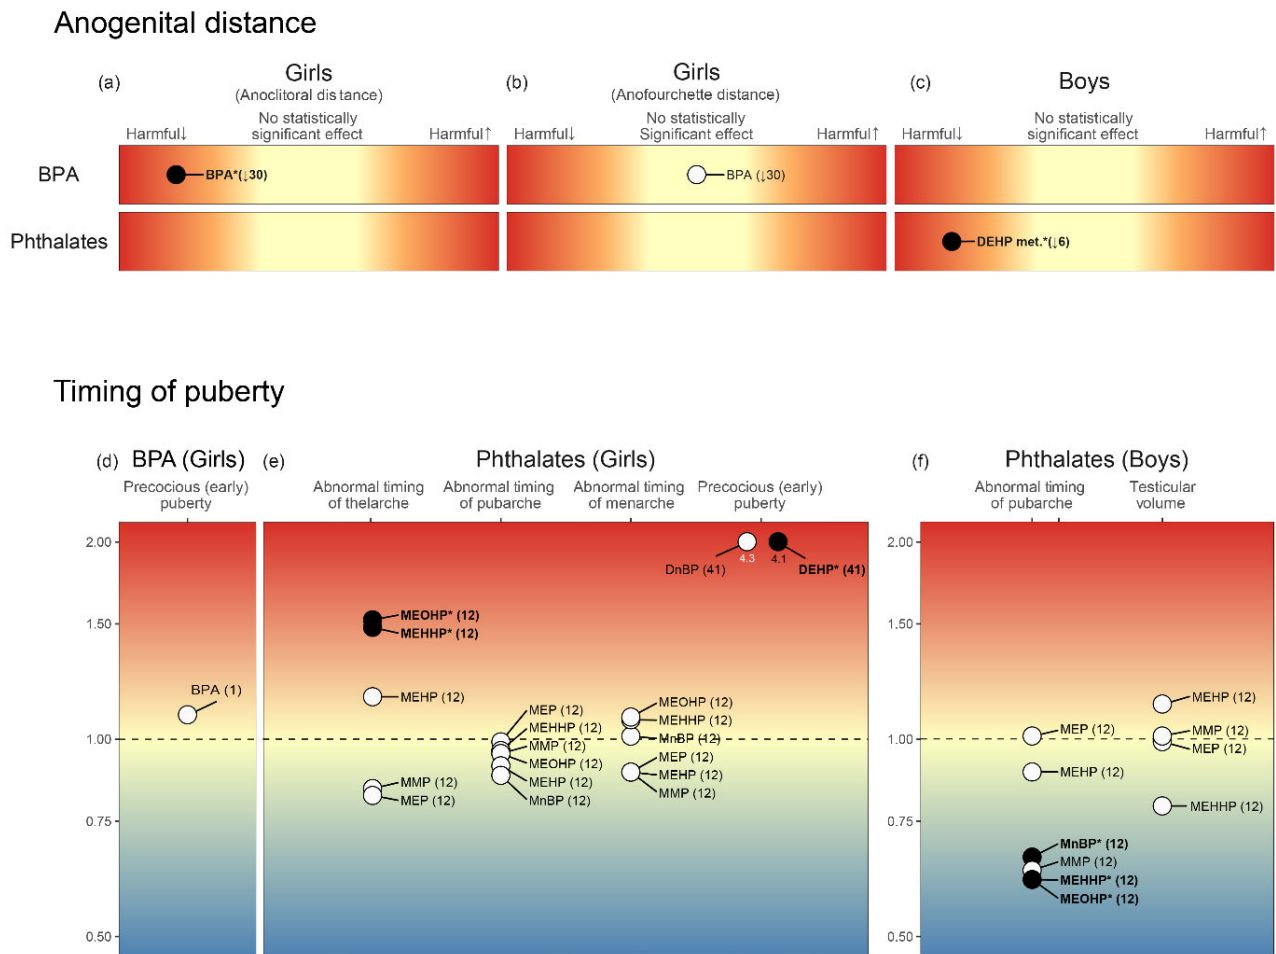 Anogenital distance
(a)
Girls
(Anoclitoral distance)
Harmful↓
No statistically
significant effect
Harmful↑
(b)
Girls
(Anofourchette distance)
Harmful↓
No statistically
Significant effect
Harmful↑
(c)
Boys
Harmful↓
No statistically
significant effect
Harmful↑
BPA
BPA*(↓30)
BPA (↓30)
Phthalates
DEHP met.*(↓6)
Timing of puberty
(d) BPA (Girls)
Precocious (early)
puberty
2.00
1.50
1.00
0.75
0.50
BPA (1)
(e) Phthalates (Girls)
Abnormal timing
of thelarche
Abnormal timing
of pubarche
Abnormal timing
of menarche
Precocious (early)
puberty
MEOHP* (12)
MEHHP* (12)
MEHP (12)
MMP (12)
MEP (12)
MEP (12)
MEHHP (12)
MMP (12)
MEOHP (12)
MEHP (12)
MnBP (12)
MEOHP (12)
MEHHP (12)
MnBP (12)
MEP (12)
MEHP (12)
MMP (12)
4.3
4.1
DnBP (41)
DEHP* (41)
(f) Phthalates (Boys)
Abnormal timing
of pubarche
Testicular
volume
2.00
1.50
1.00
0.75
0.50
MEP (12)
MEHP (12)
MnBP* (12)
MMP (12)
MEHHP* (12)
MEOHP* (12)
MEHP (12)
MMP (12)
MEP (12)
MEHHP (12)